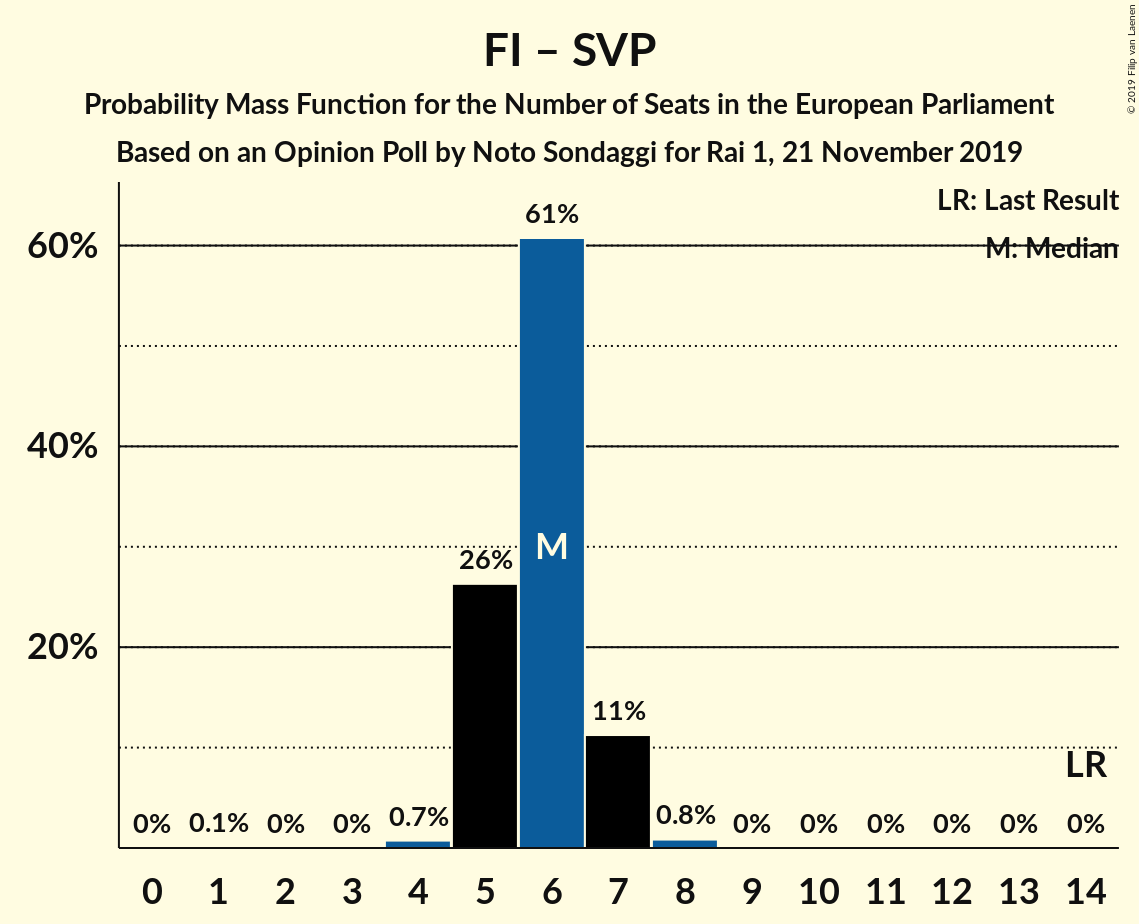 FI – SVP
Probability Mass Function for the Number of Seats in the European Parliament
Based on an Opinion Poll by Noto Sondaggi for Rai 1, 21 November 2019
© 2019 Filip van Laenen
LR: Last Result
M: Median
60%
40%
20%
0%
0.1%
0%
0%
0.7%
26%
61%
M
11%
0.8%
0%
0%
0%
0%
0%
LR
0%
0 1 2 3 4 5 6 7 8 9 10 11 12 13 14